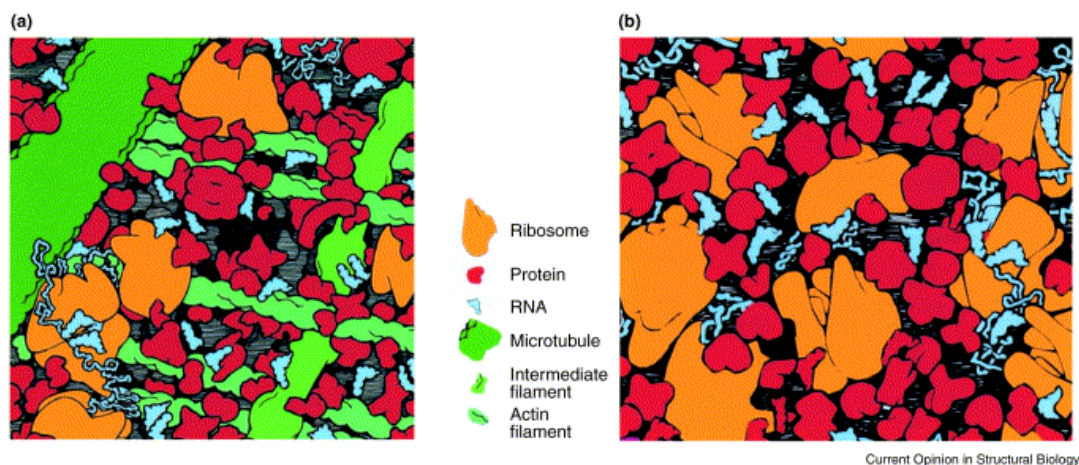 (a)
(b)
Ribosome
Protein
RNA
Microtubule
Intermediate
filament
Actin
filament
Current Opinion in Structural Biology